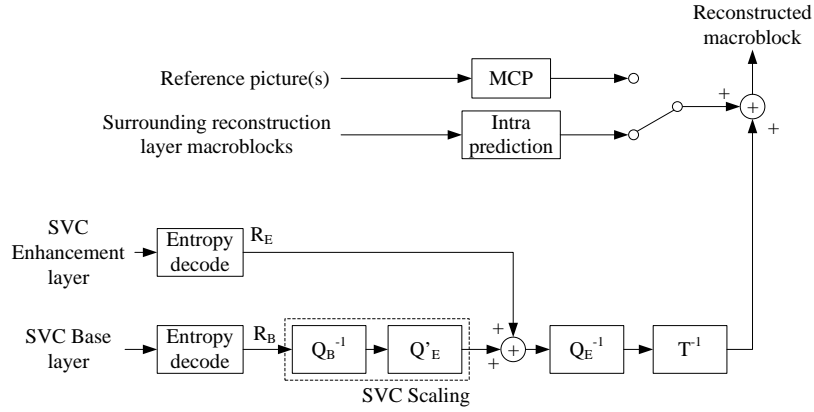 Reconstructed
macroblock
Reference picture(s)
MCP
+
+
+
Surrounding reconstruction
layer macroblocks
Intra
prediction
SVC
Enhancement
layer
Entropy
decode
R_E
SVC Base
layer
Entropy
decode
R_B
Q_B^-1
Q'_E
+
+
+
Q_E^-1
T^-1
SVC Scaling